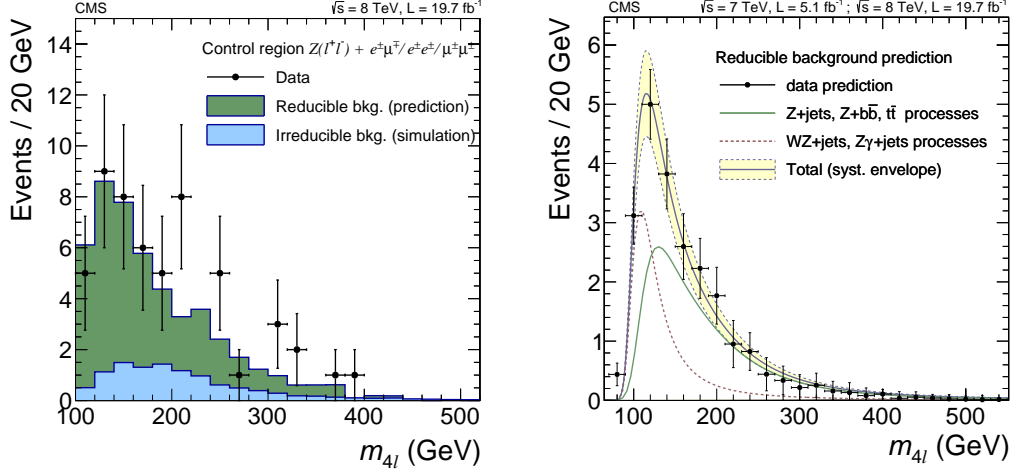 CMS
√s = 8 TeV, L = 19.7 fb⁻¹
Control region Z(l⁺l⁻) + e±μ∓/e±e±/μ±μ±
Data
Reducible bkg. (prediction)
Irreducible bkg. (simulation)
Events / 20 GeV
14
12
10
8
6
4
2
0
100 200 300 400 500
m₄l (GeV)
CMS
√s = 7 TeV, L = 5.1 fb⁻¹ ; √s = 8 TeV, L = 19.7 fb⁻¹
Reducible background prediction
data prediction
Z+jets, Z+bb̅, tt̅ processes
WZ+jets, Zγ+jets processes
Total (syst. envelope)
Events / 20 GeV
6
5
4
3
2
1
0
100 200 300 400 500
m₄l (GeV)